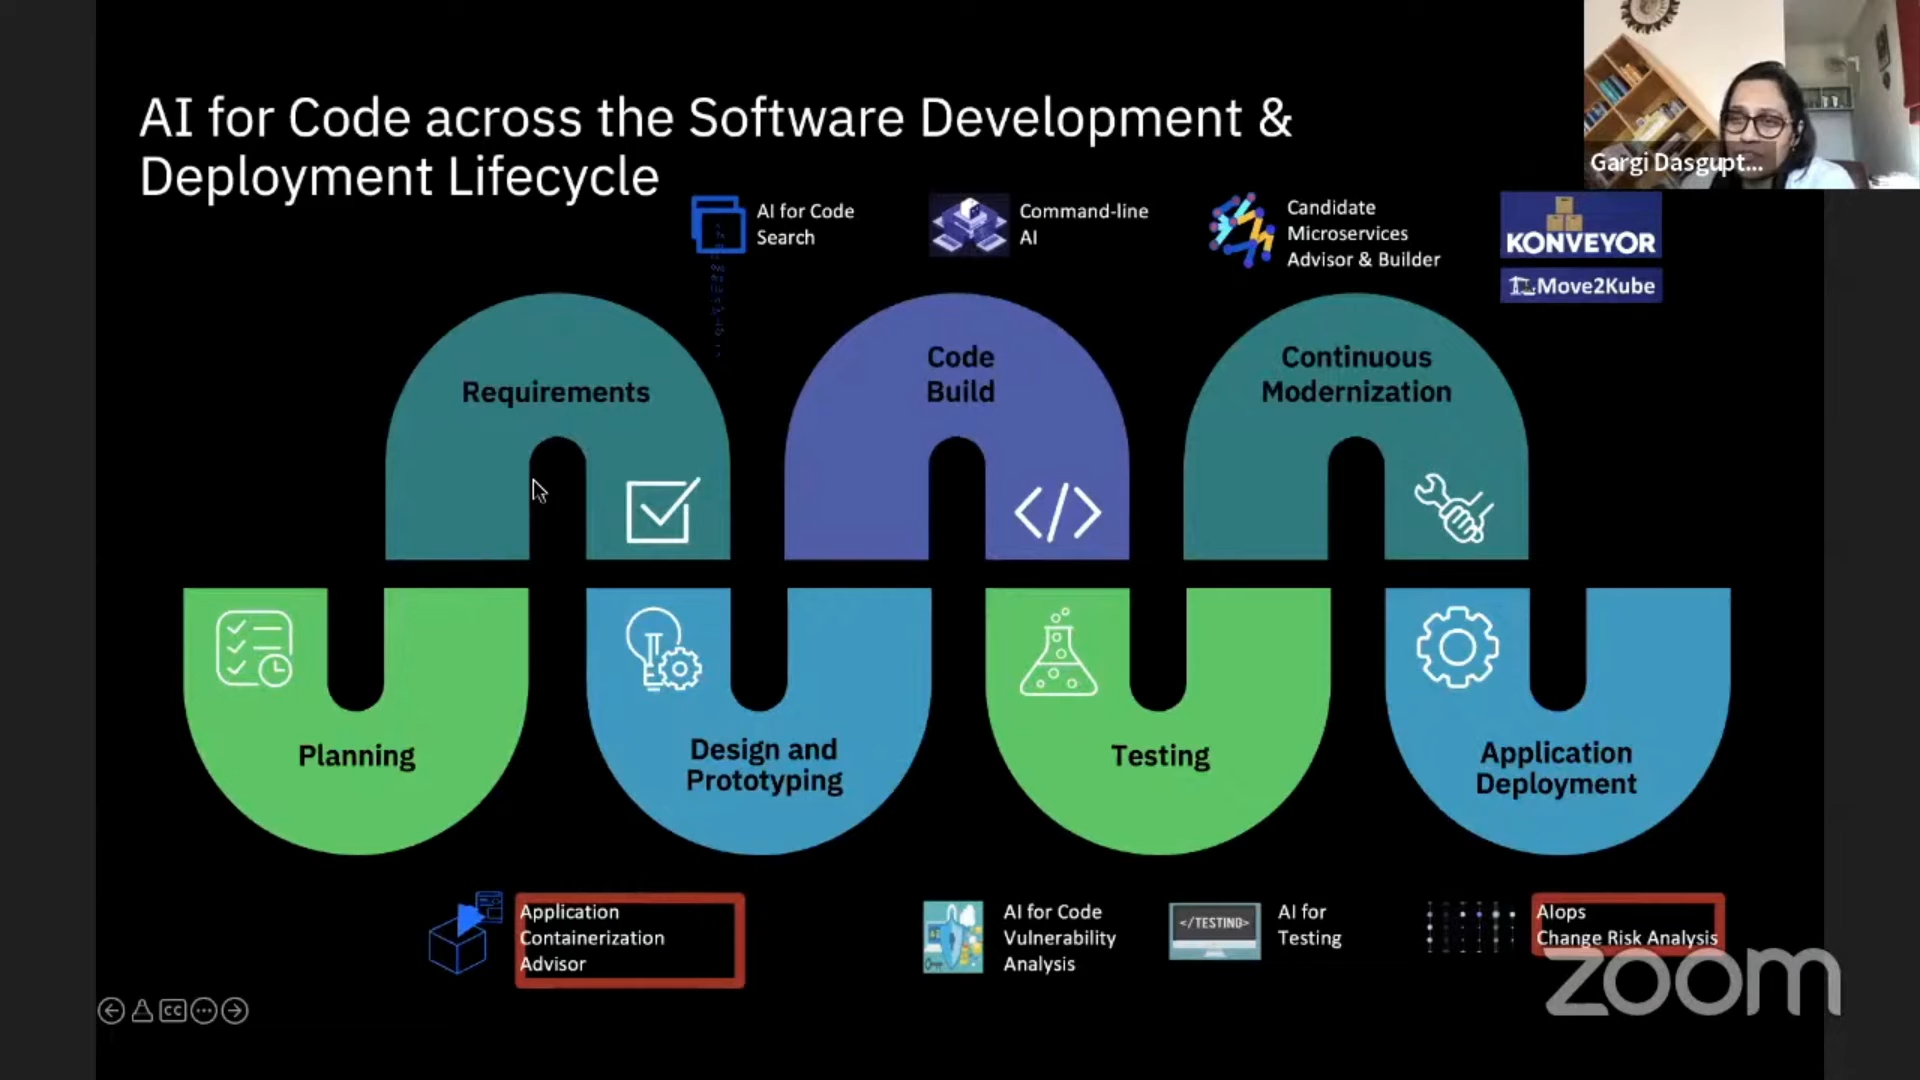 AI for Code across the Software Development &
Deployment Lifecycle
Gargi Dasgupt...
AI for Code
Search
Command-line
AI
Candidate
Microservices
Advisor & Builder
KONVEYOR
Move2Kube
Requirements
Code
Build
Continuous
Modernization
</>
Planning
Design and
Prototyping
Testing
Application
Deployment
Application
Containerization
Advisor
AI for Code
Vulnerability
Analysis
</TESTING>
AI for
Testing
AIops
Change Risk Analysis
zoom
CC